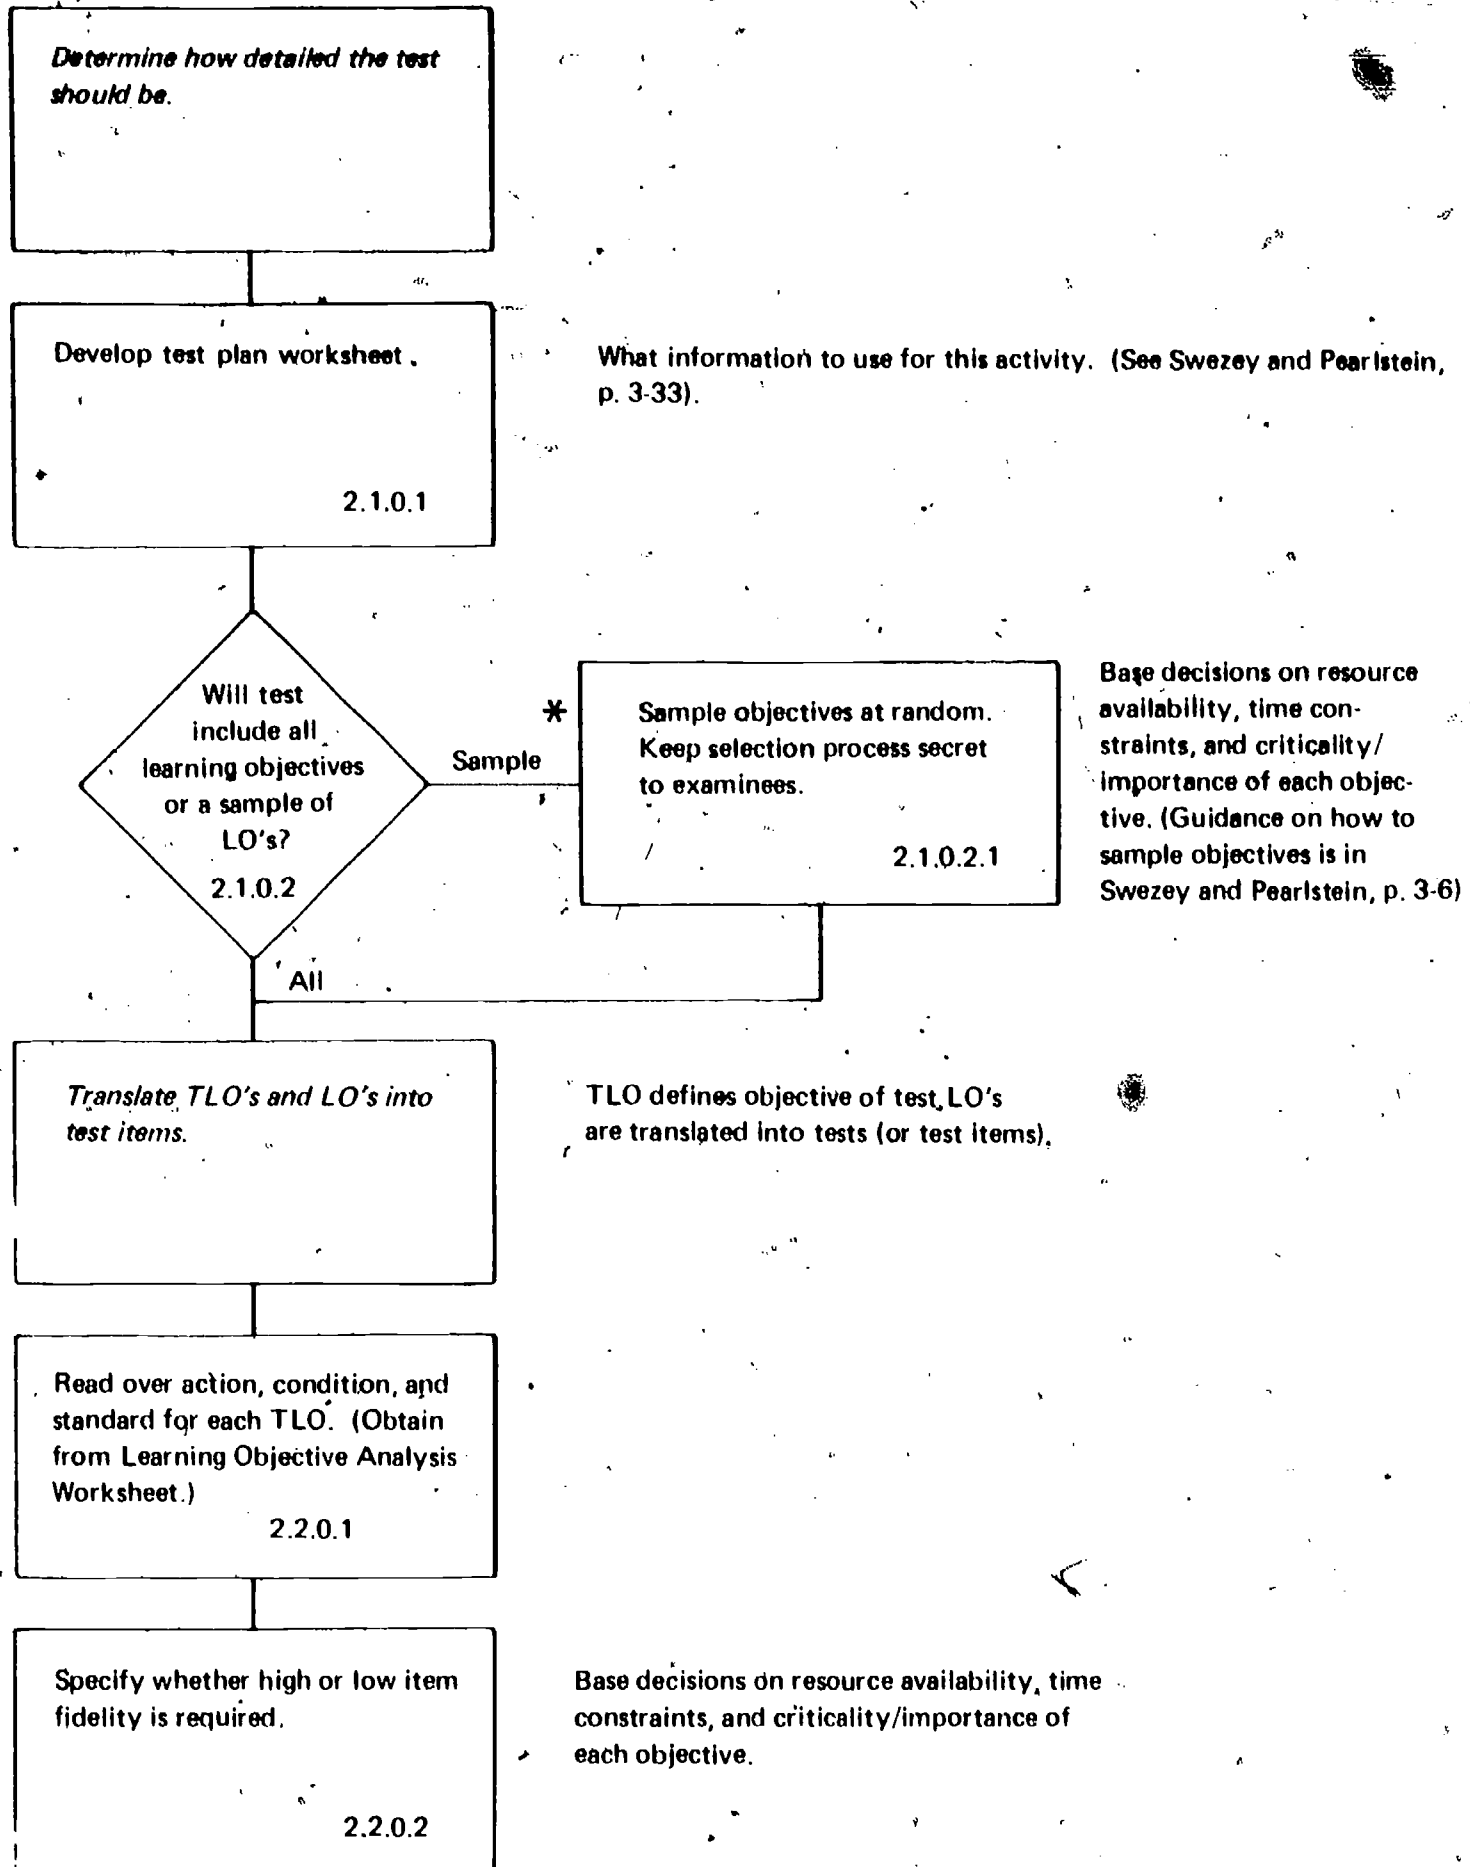 Determine how detailed the test
should be.
Develop test plan worksheet.
2.1.0.1
What information to use for this activity. (See Swezey and Pearlstein,
p. 3-33).
Will test
include all
learning objectives
or a sample of
LO's?
2.1.0.2
Sample
*
Sample objectives at random.
Keep selection process secret
to examinees.
2.1.0.2.1
Base decisions on resource
availability, time con-
straints, and criticality/
importance of each objec-
tive. (Guidance on how to
sample objectives is in
Swezey and Pearlstein, p. 3-6)
All
Translate TLO's and LO's into
test items.
TLO defines objective of test, LO's
are translated into tests (or test items).
Read over action, condition, and
standard for each TLO. (Obtain
from Learning Objective Analysis
Worksheet.)
2.2.0.1
Specify whether high or low item
fidelity is required.
2.2.0.2
Base decisions on resource availability, time
constraints, and criticality/importance of
each objective.